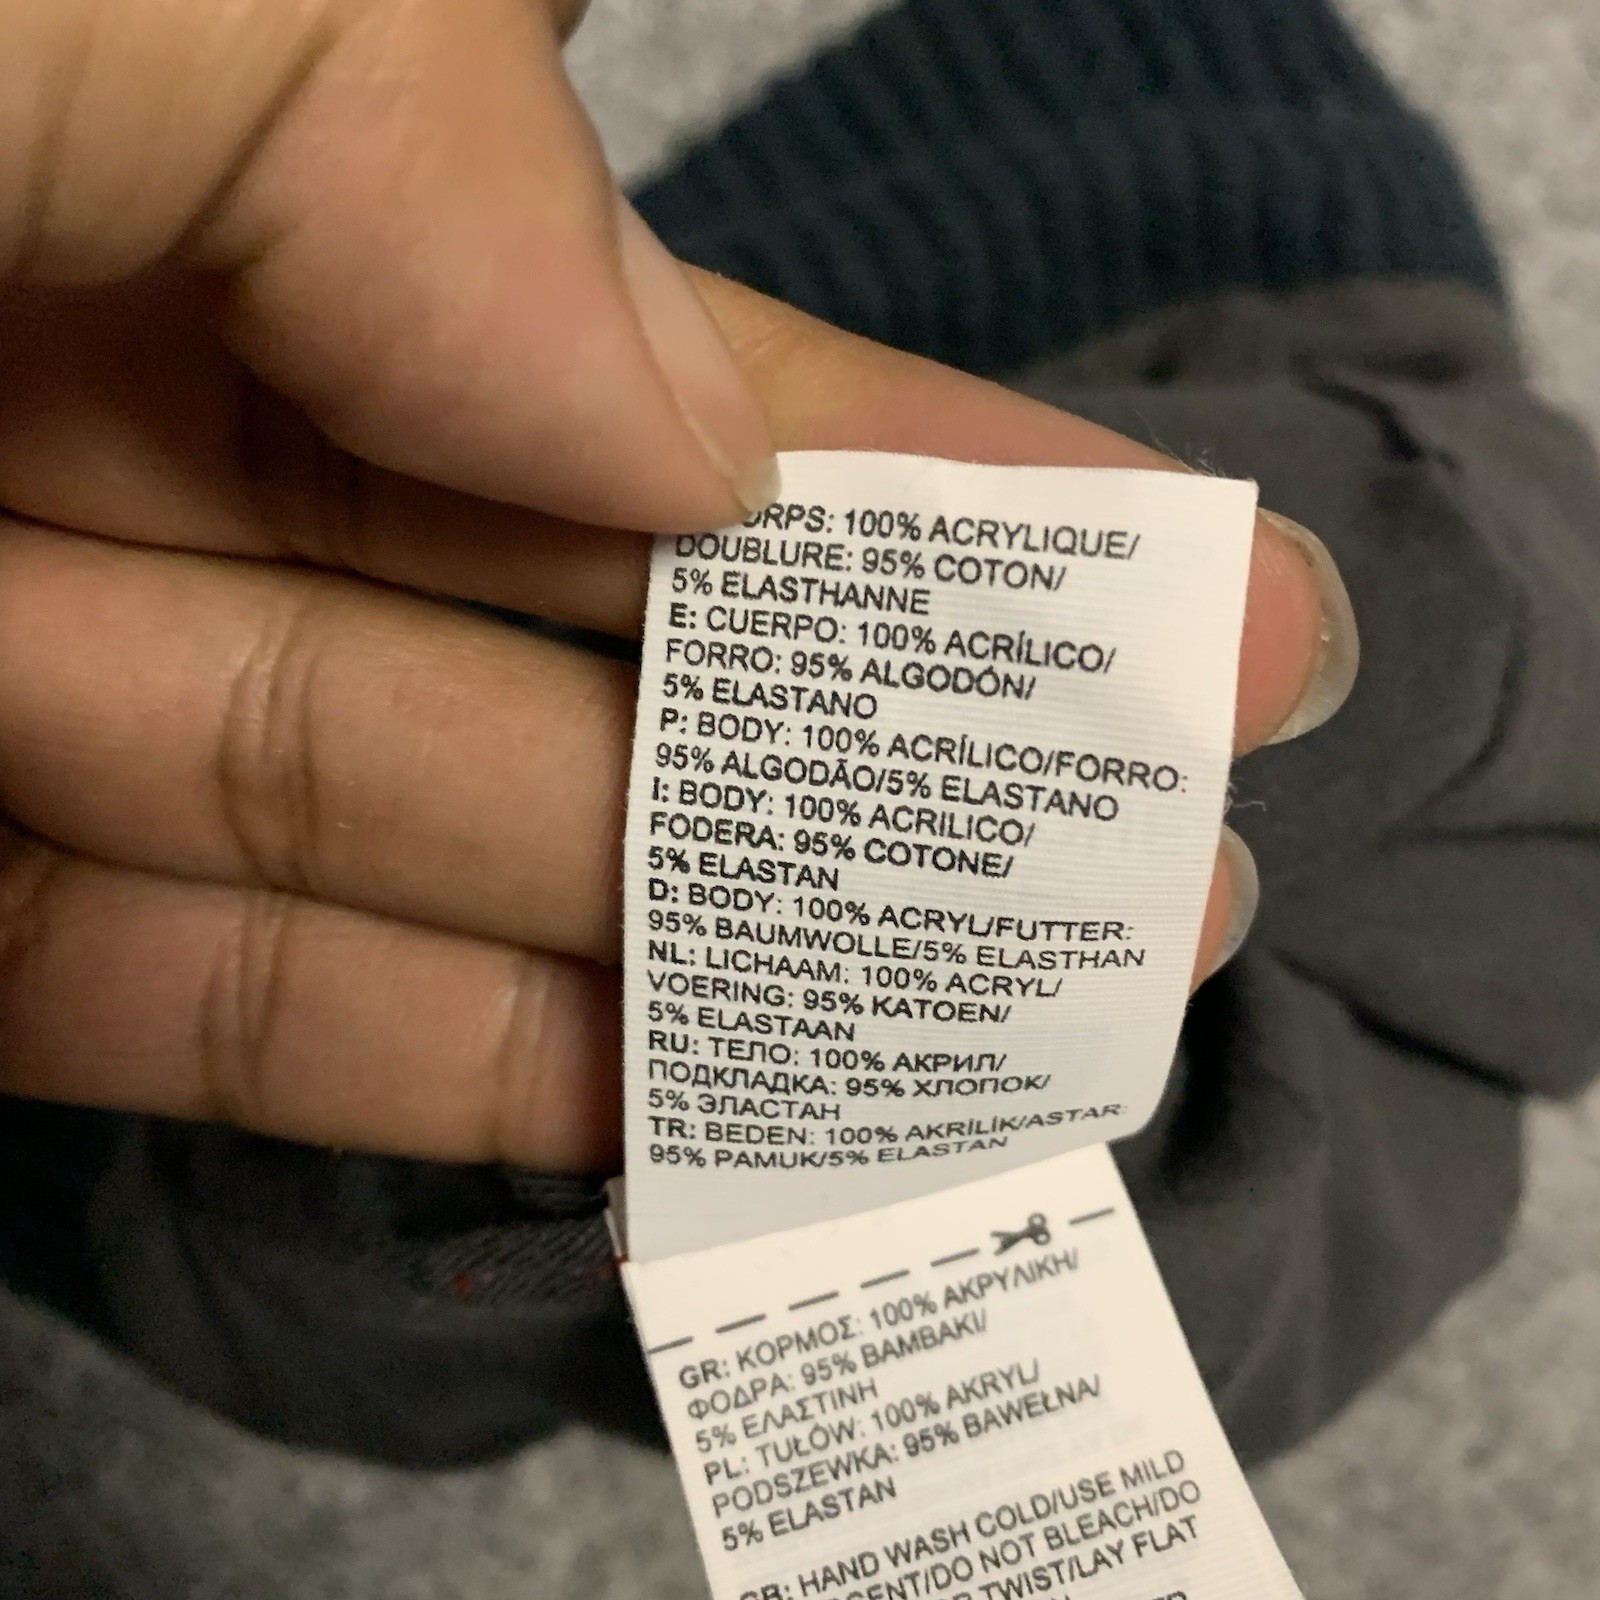 ORPS: 100% ACRYLIQUE/
DOUBLURE: 95% COTON/
5% ELASTHANNE
E: CUERPO: 100% ACRÍLICO/
FORRO: 95% ALGODÓN/
5% ELASTANO
P: BODY: 100% ACRÍLICO/FORRO:
95% ALGODÃO/5% ELASTANO
I: BODY: 100% ACRILICO/
FODERA: 95% COTONE/
5% ELASTAN
D: BODY: 100% ACRYL/FUTTER:
95% BAUMWOLLE/5% ELASTHAN
NL: LICHAAM: 100% ACRYL/
VOERING: 95% KATOEN/
5% ELASTAAN
RU: ТЕЛО: 100% АКРИЛ/
ПОДКЛАДКА: 95% ХЛОПОК/
5% ЭЛАСТАН
TR: BEDEN: 100% AKRİLİK/ASTAR:
95% PAMUK/5% ELASTAN
GR: ΚΟΡΜΟΣ: 100% ΑΚΡΥΛΙΚΗ/
ΦΟΔΡΑ: 95% ΒΑΜΒΑΚΙ/
5% ΕΛΑΣΤΙΝΗ
PL: TUŁÓW: 100% AKRYL/
PODSZEWKA: 95% BAWEŁNA/
5% ELASTAN
GB: HAND WASH COLD/USE MILD
/DO NOT BLEACH/DO
TWIST/LAY FLAT